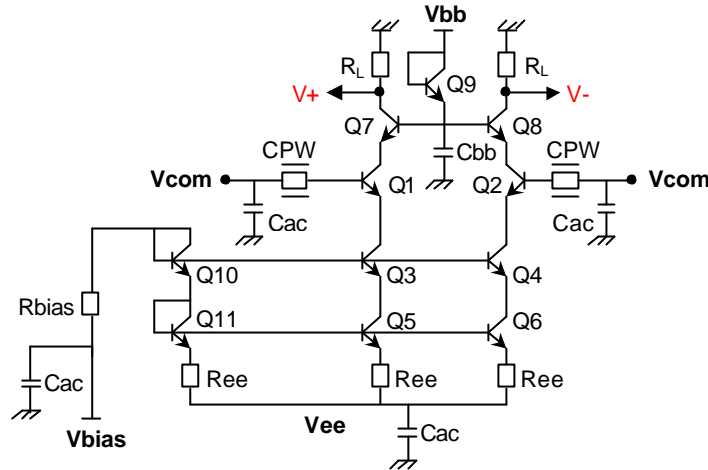 Vbb
RL
Q9
RL
V+
V-
Q7
Q8
CPW
Cbb
CPW
Vcom
Q1
Q2
Vcom
Cac
Cac
Q10
Q3
Q4
Rbias
Q11
Q5
Q6
Cac
Ree
Ree
Ree
Vbias
Vee
Cac